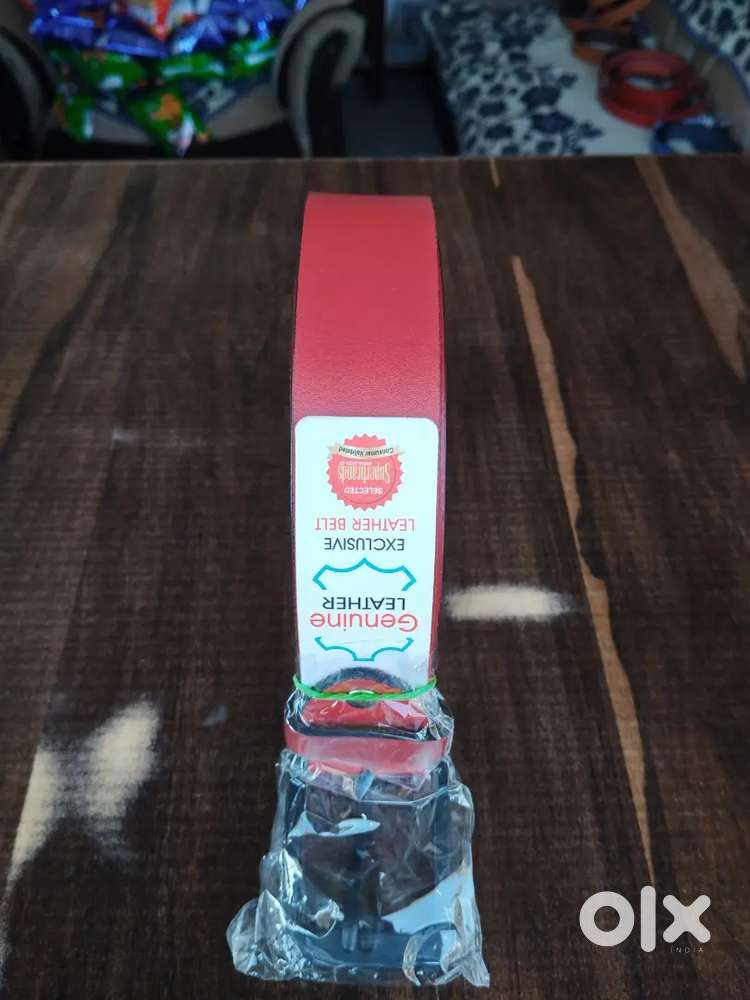 Genuine
LEATHER
EXCLUSIVE
LEATHER BELT
SELECTED
Superbrands
Consumer Validated
olx
INDIA